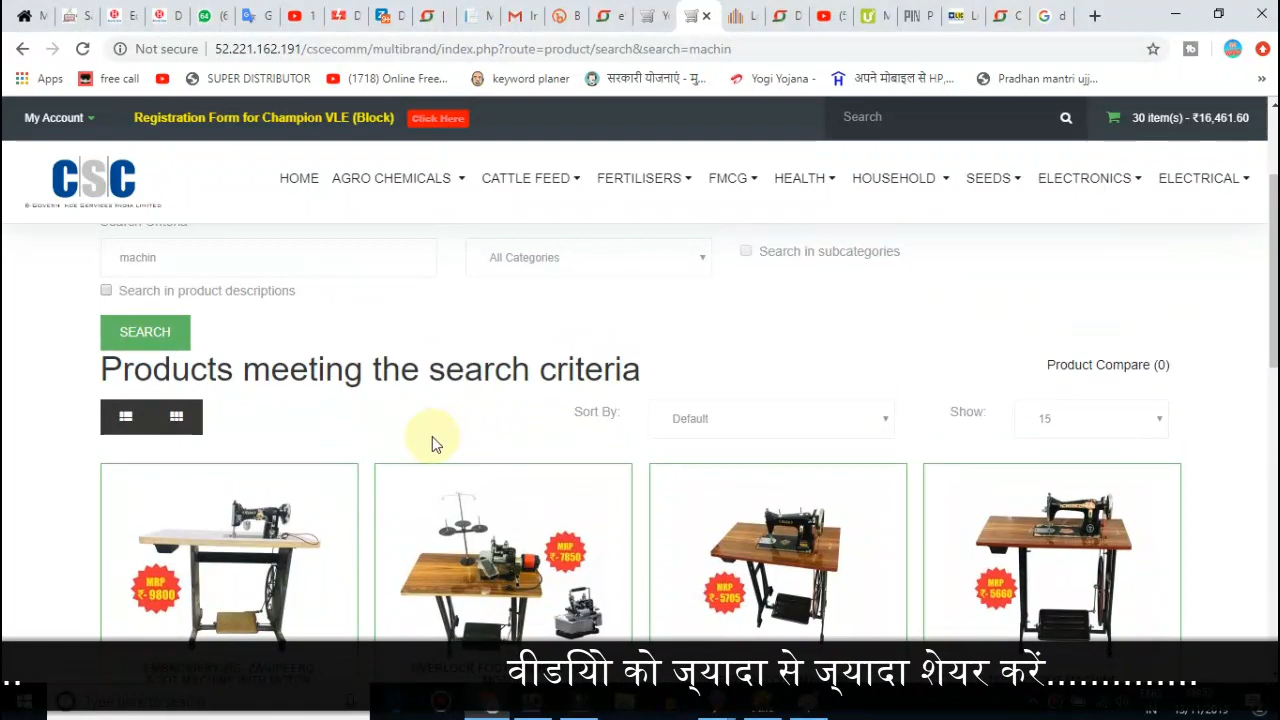 Not secure
52.221.162.191/cscecomm/multibrand/index.php?route=product/search&search=machin
Apps
free call
SUPER DISTRIBUTOR
(1718) Online Free...
keyword planer
सरकारी योजनाएं - मु...
Yogi Yojana -
अपने मोबाइल से HP,...
Pradhan mantri ujj...
»
My Account
Registration Form for Champion VLE (Block)
Click Here
Search
30 item(s) - ₹16,461.60
CSC
HOME
AGRO CHEMICALS
CATTLE FEED
FERTILISERS
FMCG
HEALTH
HOUSEHOLD
SEEDS
ELECTRONICS
ELECTRICAL
Search Criteria
machin
All Categories
Search in subcategories
Search in product descriptions
SEARCH
Products meeting the search criteria
Product Compare (0)
Sort By:
Default
Show:
15
MRP
₹- 9800
MRP
₹- 7850
MRP
₹- 5705
MRP
₹- 5660
..
वीडियो को ज्यादा से ज्यादा शेयर करें...............